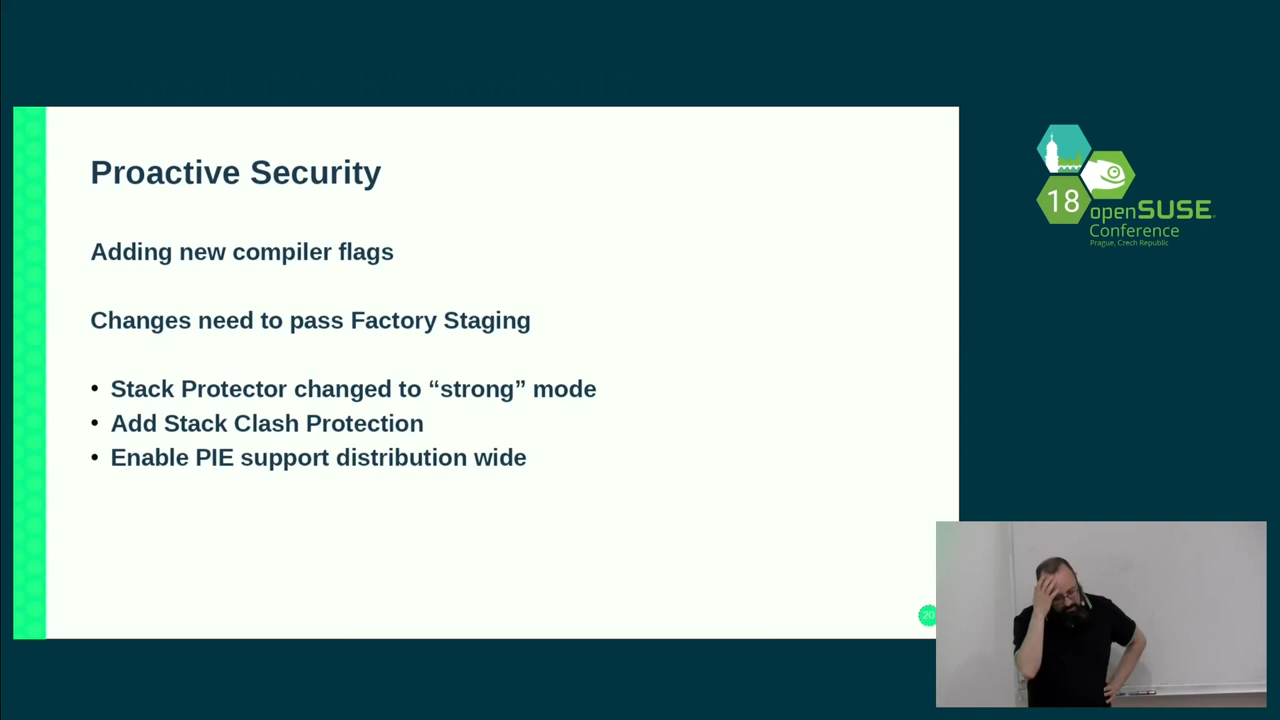 Proactive Security
Adding new compiler flags
Changes need to pass Factory Staging
• Stack Protector changed to “strong” mode
• Add Stack Clash Protection
• Enable PIE support distribution wide
20
18
openSUSE
Conference
Prague, Czech Republic